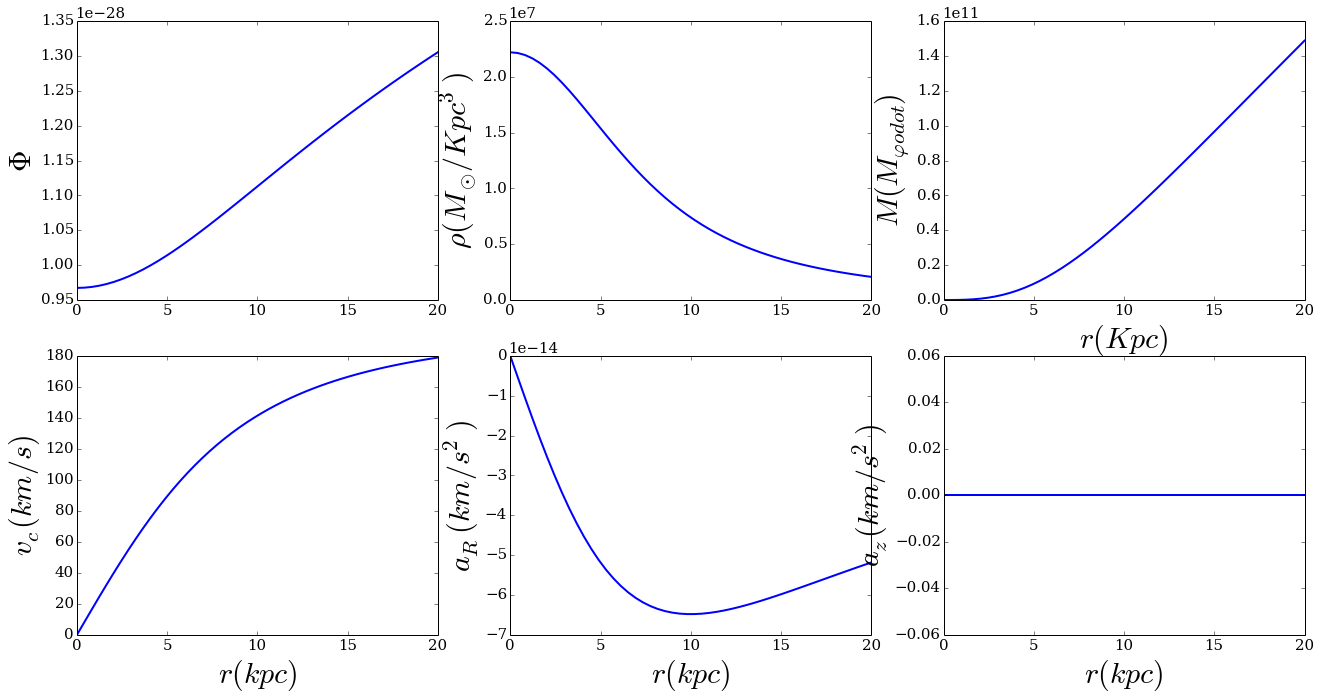 1e−28
1.35
1.30
1.25
1.20
1.15
1.10
1.05
1.00
0.95
Φ
0 5 10 15 20
1e7
2.5
2.0
1.5
1.0
0.5
0.0
ρ(M⊙/Kpc³)
0 5 10 15 20
1e11
1.6
1.4
1.2
1.0
0.8
0.6
0.4
0.2
0.0
M(M_φodot)
0 5 10 15 20
r(Kpc)
180
160
140
120
100
80
60
40
20
0
v_c(km/s)
0 5 10 15 20
r(kpc)
1e−14
0
−1
−2
−3
−4
−5
−6
−7
a_R(km/s²)
0 5 10 15 20
r(kpc)
0.06
0.04
0.02
0.00
−0.02
−0.04
−0.06
a_z(km/s²)
0 5 10 15 20
r(kpc)